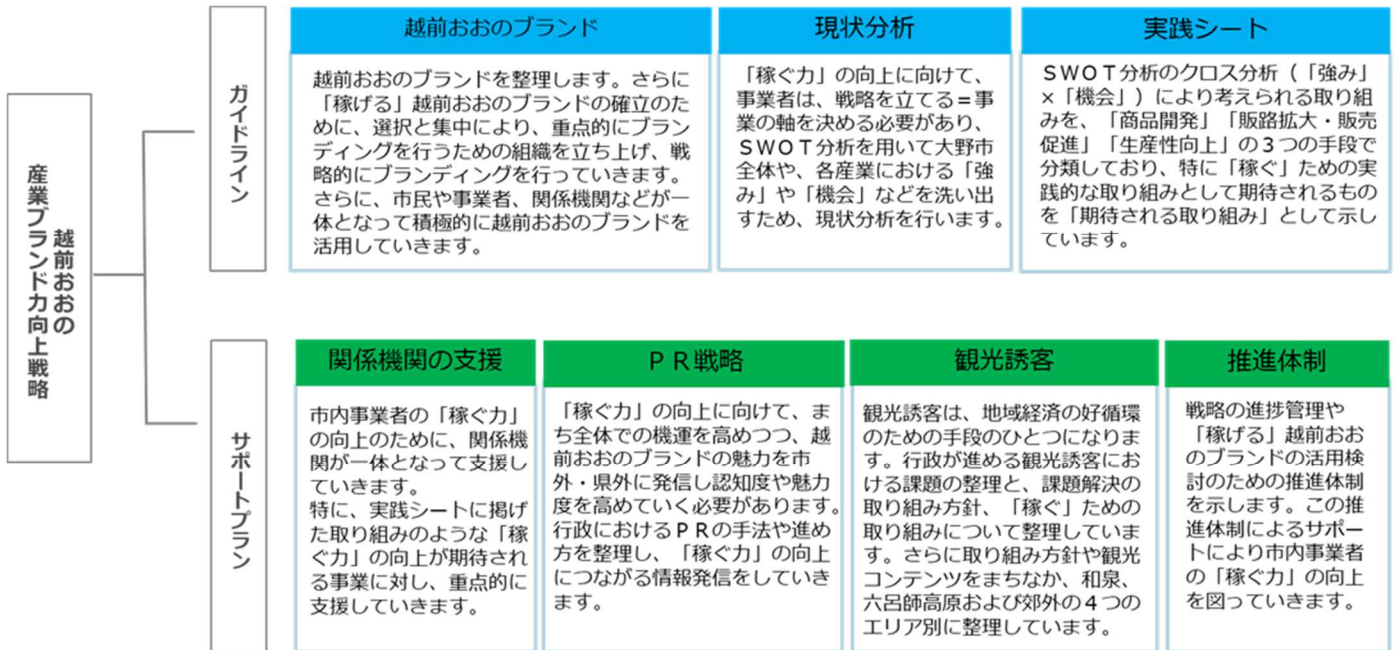 越前おおのの
産業ブランド力向上戦略
ガイドライン
越前おおのブランド
越前おおのブランドを整理します。さらに
「稼げる」越前おおのブランドの確立のた
めに、選択と集中により、重点的にブラン
ディングを行うための組織を立ち上げ、戦
略的にブランディングを行っていきます。
さらに、市民や事業者、関係機関などが一
体となって積極的に越前おおのブランドを
活用していきます。
現状分析
「稼ぐ力」の向上に向けて、
事業者は、戦略を立てる＝事
業の軸を決める必要があり、
ＳＷＯＴ分析を用いて大野市
全体や、各産業における「強
み」や「機会」などを洗い出
すため、現状分析を行います。
実践シート
ＳＷＯＴ分析のクロス分析（「強み」
×「機会」）により考えられる取り組
みを、「商品開発」「販路拡大・販売
促進」「生産性向上」の３つの手段で
分類しており、特に「稼ぐ」ための実
践的な取り組みとして期待されるもの
を「期待される取り組み」として示し
ています。
サポートプラン
関係機関の支援
市内事業者の「稼ぐ力」
の向上のために、関係機
関が一体となって支援し
ていきます。
特に、実践シートに掲げ
た取り組みのような「稼
ぐ力」の向上が期待され
る事業に対し、重点的に
支援していきます。
ＰＲ戦略
「稼ぐ力」の向上に向けて、ま
ち全体での機運を高めつつ、越
前おおのブランドの魅力を市
外・県外に発信し認知度や魅力
度を高めていく必要があります。
行政におけるＰＲの手法や進め
方を整理し、「稼ぐ力」の向上
につながる情報発信をしていき
ます。
観光誘客
観光誘客は、地域経済の好循環
のための手段のひとつになりま
す。行政が進める観光誘客にお
ける課題の整理と、課題解決の
取り組み方針、「稼ぐ」ための
取り組みについて整理していま
す。さらに取り組み方針や観光
コンテンツをまちなか、和泉、
六呂師高原および郊外の４つの
エリア別に整理しています。
推進体制
戦略の進捗管理や
「稼げる」越前おお
のブランドの活用検
討のための推進体制
を示します。この推
進体制によるサポー
トにより市内事業者
の「稼ぐ力」の向上
を図っていきます。